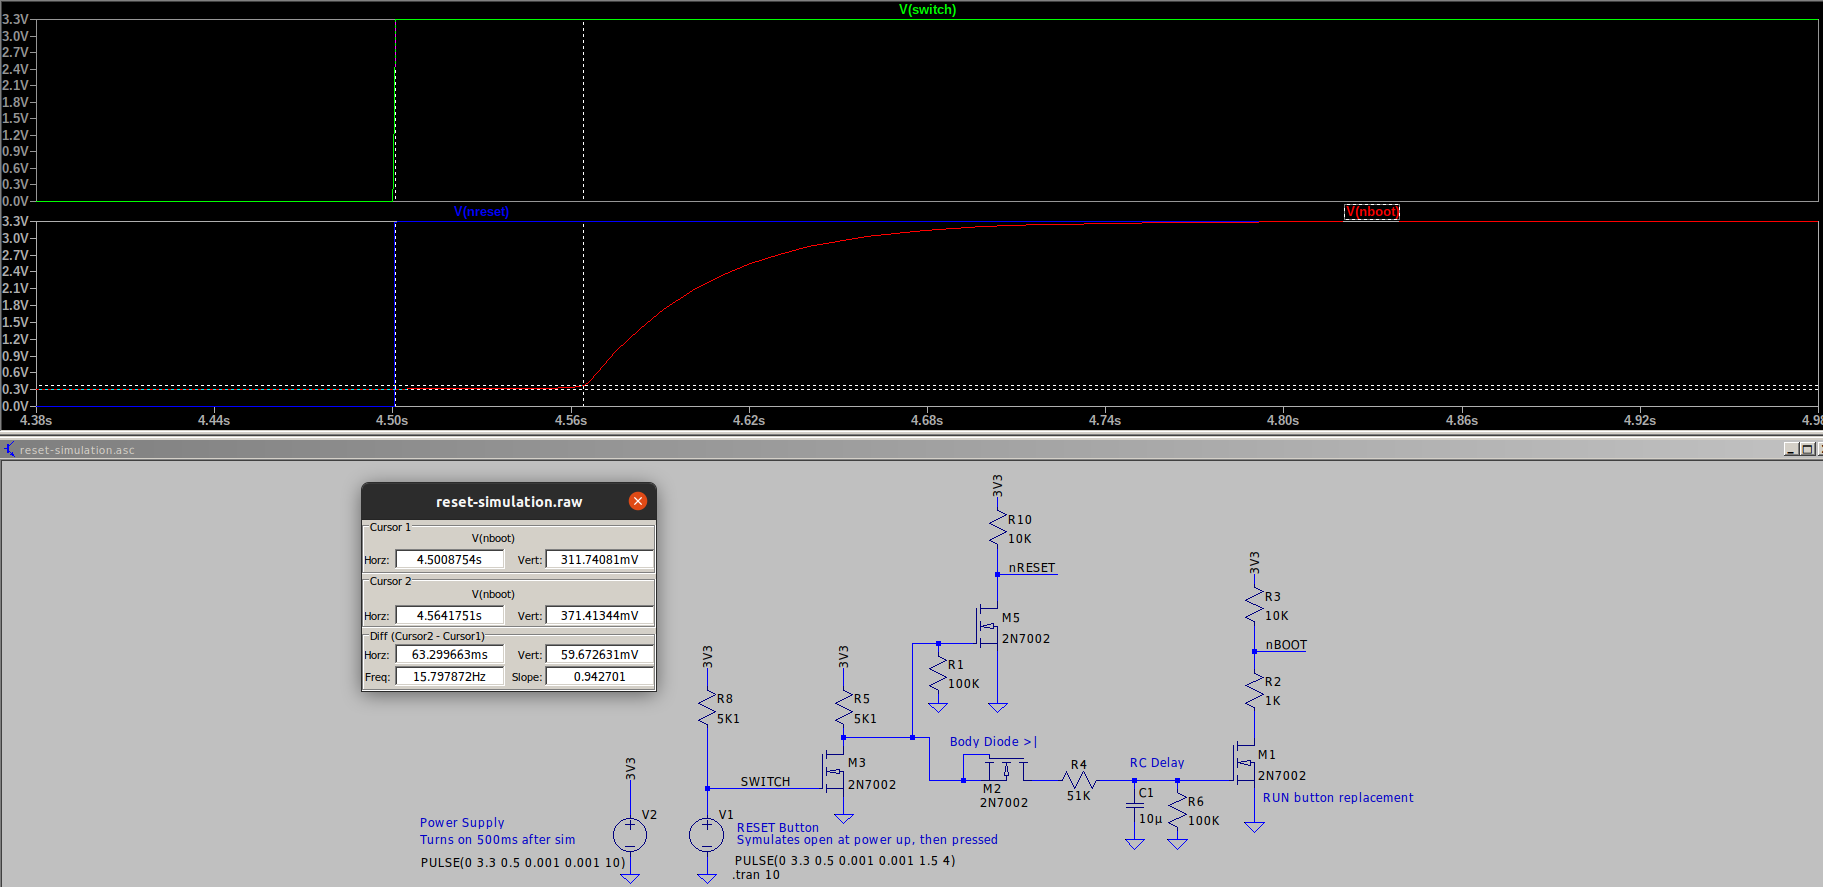 V(switch)
3.3V
3.0V
2.7V
2.4V
2.1V
1.8V
1.5V
1.2V
0.9V
0.6V
0.3V
0.0V
V(nreset) V(nboot)
3.3V
3.0V
2.7V
2.4V
2.1V
1.8V
1.5V
1.2V
0.9V
0.6V
0.3V
0.0V
4.38s 4.44s 4.50s 4.56s 4.62s 4.68s 4.74s 4.80s 4.86s 4.92s 4.98
reset-simulation.asc
reset-simulation.raw
Cursor 1
V(nboot)
Horz: 4.5008754s Vert: 311.74081mV
Cursor 2
V(nboot)
Horz: 4.5641751s Vert: 371.41344mV
Diff (Cursor2 - Cursor1)
Horz: 63.299663ms Vert: 59.672631mV
Freq: 15.797872Hz Slope: 0.942701
3V3
R10
10K
nRESET
M5
2N7002
R1
100K
3V3
R3
10K
nBOOT
R2
1K
M1
2N7002
RUN button replacement
3V3
R8
5K1
3V3
R5
5K1
SWITCH
M3
2N7002
Body Diode >|
M2
2N7002
R4
51K
RC Delay
C1
10µ
R6
100K
3V3
V2
Power Supply
Turns on 500ms after sim
PULSE(0 3.3 0.5 0.001 0.001 10)
V1
RESET Button
Symulates open at power up, then pressed
PULSE(0 3.3 0.5 0.001 0.001 1.5 4)
.tran 10